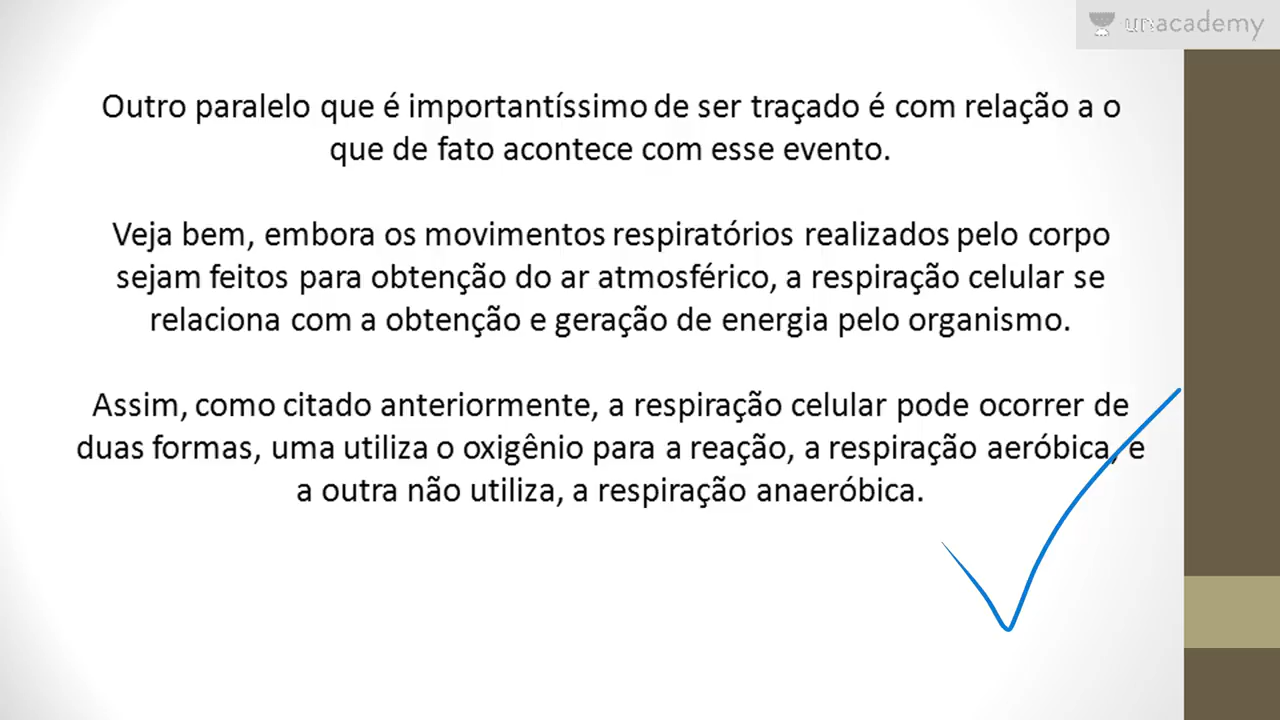 unacademy
Outro paralelo que é importantíssimo de ser traçado é com relação a o
que de fato acontece com esse evento.
Veja bem, embora os movimentos respiratórios realizados pelo corpo
sejam feitos para obtenção do ar atmosférico, a respiração celular se
relaciona com a obtenção e geração de energia pelo organismo.
Assim, como citado anteriormente, a respiração celular pode ocorrer de
duas formas, uma utiliza o oxigênio para a reação, a respiração aeróbica, e
a outra não utiliza, a respiração anaeróbica.